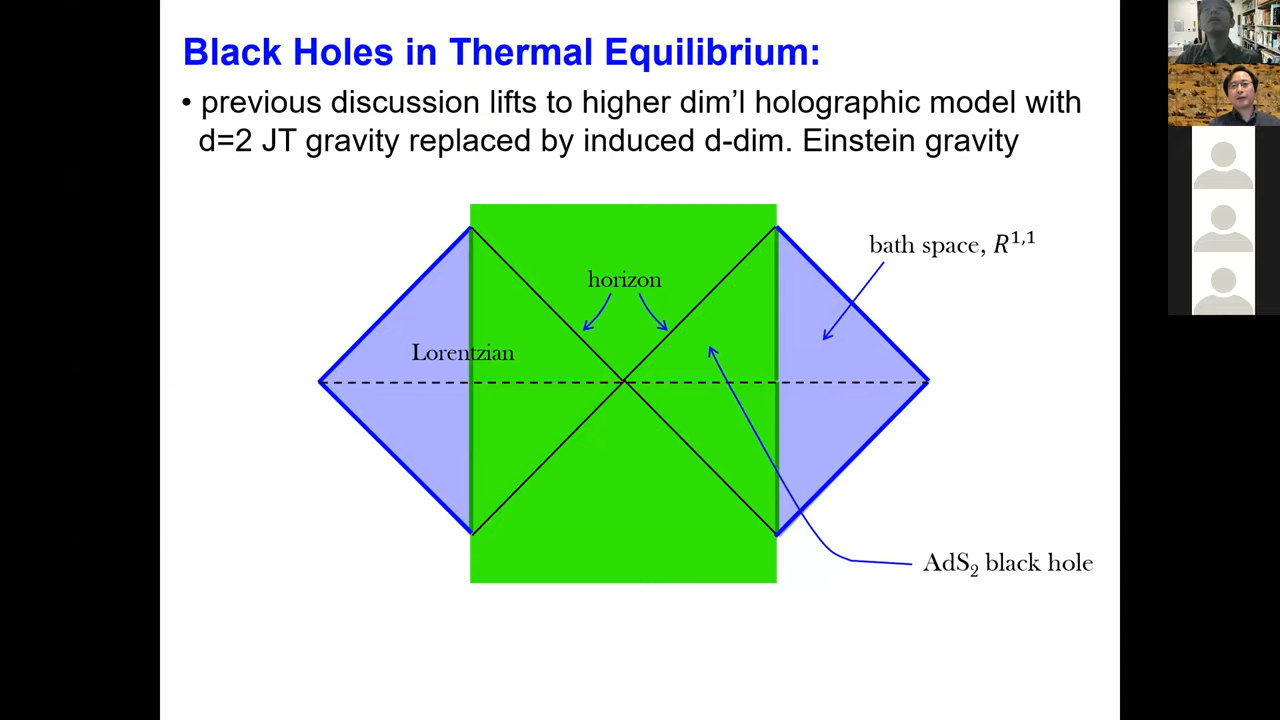 Black Holes in Thermal Equilibrium:
• previous discussion lifts to higher dim’l holographic model with
d=2 JT gravity replaced by induced d-dim. Einstein gravity
bath space, R^{1,1}
horizon
Lorentzian
AdS₂ black hole